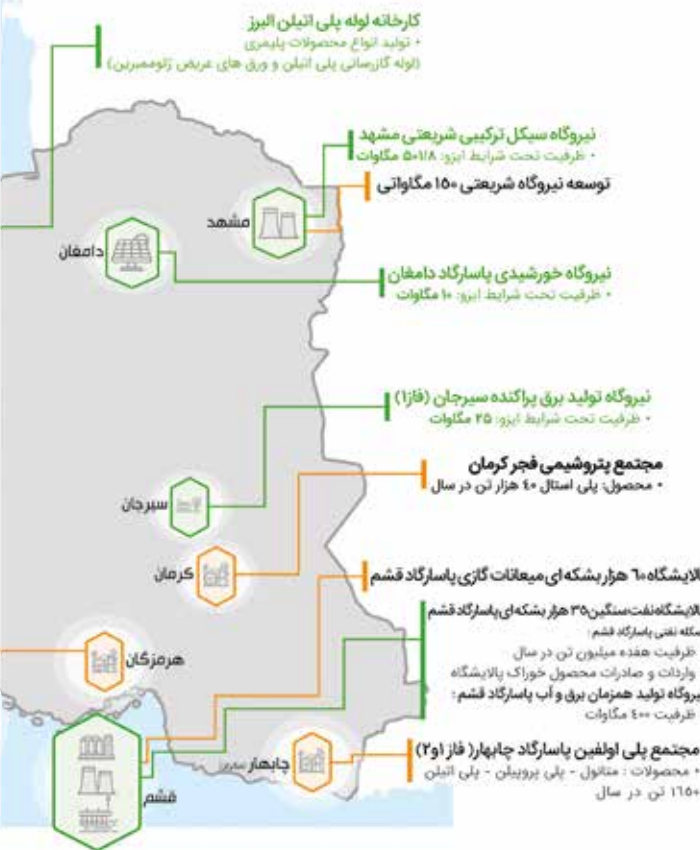 کارخانه لوله پلی اتیلن البرز
• تولید انواع محصولات پلیمری
(لوله گازرسانی پلی اتیلن و ورق های عریض ژئوممبرین)
نیروگاه سیکل ترکیبی شریعتی مشهد
• ظرفیت تحت شرایط ایزو: ۵۰۱/۸ مگاوات
توسعه نیروگاه شریعتی ۱۵۰ مگاواتی
مشهد
دامغان
نیروگاه خورشیدی پاسارگاد دامغان
• ظرفیت تحت شرایط ایزو: ۱۰ مگاوات
نیروگاه تولید برق پراکنده سیرجان (فاز۱)
• ظرفیت تحت شرایط ایزو: ۲۵ مگاوات
مجتمع پتروشیمی فجر کرمان
• محصول: پلی استال ۴۰ هزار تن در سال
سیرجان
کرمان
الایشگاه ۶۰ هزار بشکه ای میعانات گازی پاسارگاد قشم
الایشگاه نفت سنگین ۳۵ هزار بشکه ای پاسارگاد قشم
سکله نفتی پاسارگاد قشم:
ظرفیت هفده میلیون تن در سال
واردات و صادرات محصول خوراک پالایشگاه
یروگاه تولید همزمان برق و آب پاسارگاد قشم:
ظرفیت ٤٠٠ مگاوات
هرمزگان
مجتمع پلی اولفین پاسارگاد چابهار( فاز ۱و۲)
• محصولات : متانول - پلی پروپیلن - پلی اتیلن
۱۶۵۰ تن در سال
چابهار
قشم